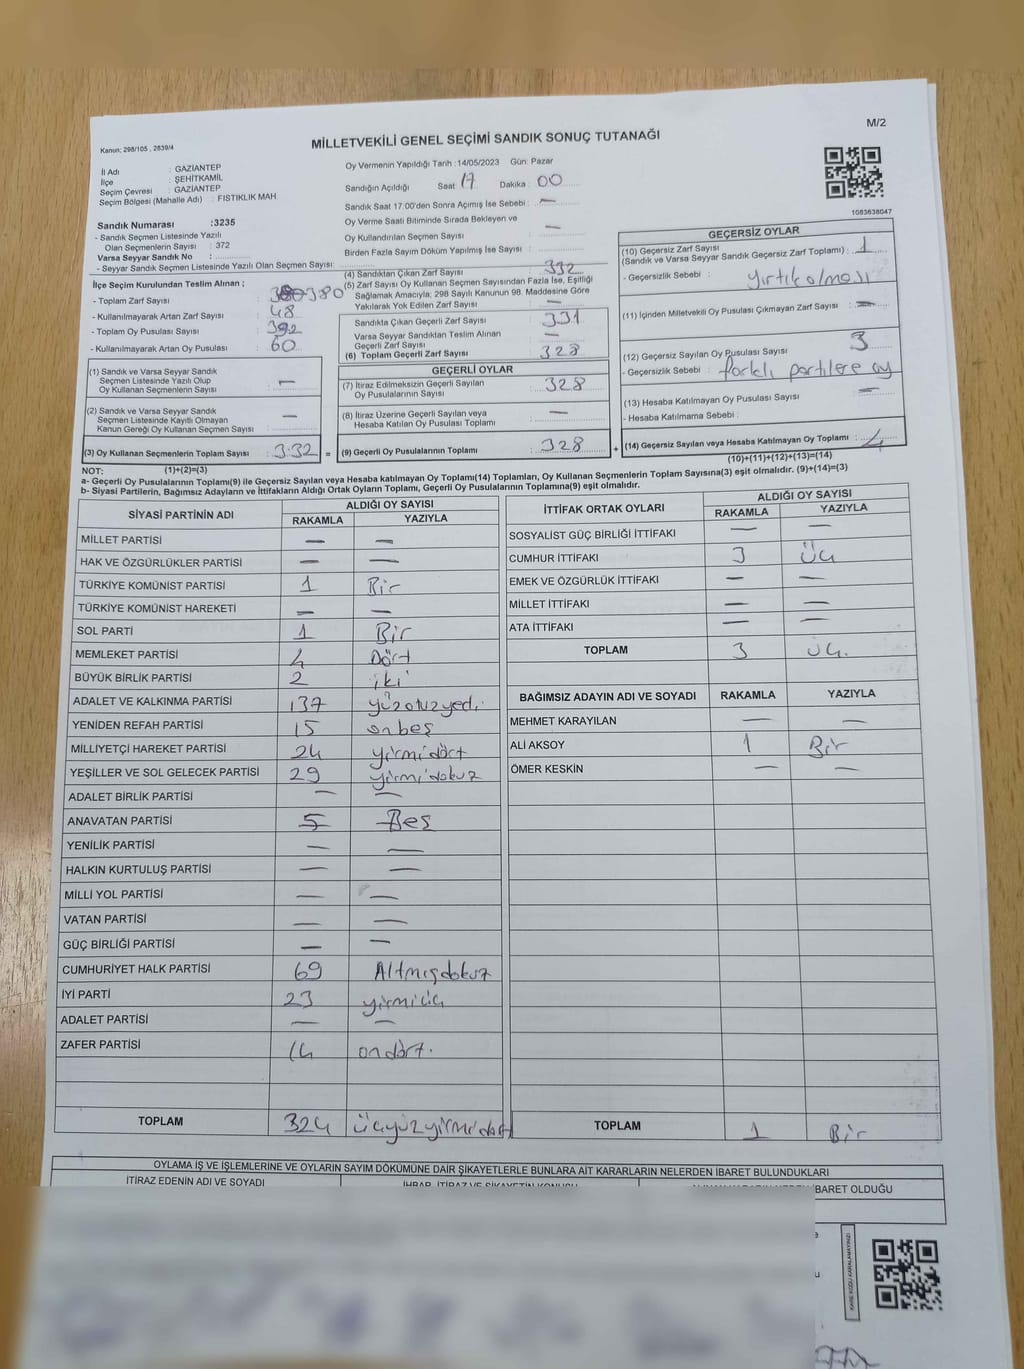 M/2
Kanun: 298/105 , 2839/4
MİLLETVEKİLİ GENEL SEÇİMİ SANDIK SONUÇ TUTANAĞI
İl Adı : GAZİANTEP
İlçe : ŞEHİTKAMİL
Seçim Çevresi : GAZİANTEP
Seçim Bölgesi (Mahalle Adı) : FISTIKLIK MAH
Sandık Numarası :3235
- Sandık Seçmen Listesinde Yazılı
Olan Seçmenlerin Sayısı : 372
Varsa Seyyar Sandık No :
- Seyyar Sandık Seçmen Listesinde Yazılı Olan Seçmen Sayısı:
Oy Vermenin Yapıldığı Tarih :14/05/2023 Gün: Pazar
Sandığın Açıldığı Saat : 17 Dakika : 00
Sandık Saat 17:00'den Sonra Açımış İse Sebebi : —
Oy Verme Saati Bitiminde Sırada Bekleyen ve
Oy Kullandırılan Seçmen Sayısı : —
Birden Fazla Sayım Döküm Yapılmış İse Sayısı :
1083638047
İlçe Seçim Kurulundan Teslim Alınan ;
- Toplam Zarf Sayısı : 380
- Kullanılmayarak Artan Zarf Sayısı : 48
- Toplam Oy Pusulası Sayısı : 392
- Kullanılmayarak Artan Oy Pusulası : 60
(1) Sandık ve Varsa Seyyar Sandık
Seçmen Listesinde Yazılı Olup
Oy Kullanan Seçmenlerin Sayısı : —
(2) Sandık ve Varsa Seyyar Sandık
Seçmen Listesinde Kayıtlı Olmayan
Kanun Gereği Oy Kullanan Seçmen Sayısı : —
(3) Oy Kullanan Seçmenlerin Toplam Sayısı : 332 =
(1)+(2)=(3)
(4) Sandıktan Çıkan Zarf Sayısı : 332
(5) Zarf Sayısı Oy Kullanan Seçmen Sayısından Fazla İse, Eşitliği
Sağlamak Amacıyla; 298 Sayılı Kanunun 98. Maddesine Göre
Yakılarak Yok Edilen Zarf Sayısı : —
Sandıkta Çıkan Geçerli Zarf Sayısı : 331
Varsa Seyyar Sandıktan Teslim Alınan
Geçerli Zarf Sayısı : —
(6) Toplam Geçerli Zarf Sayısı : 328
GEÇERLİ OYLAR
(7) İtiraz Edilmeksizin Geçerli Sayılan
Oy Pusulalarının Sayısı : 328
(8) İtiraz Üzerine Geçerli Sayılan veya
Hesaba Katılan Oy Pusulası Toplamı : —
(9) Geçerli Oy Pusulalarının Toplamı : 328 +
GEÇERSİZ OYLAR
(10) Geçersiz Zarf Sayısı
(Sandık ve Varsa Seyyar Sandık Geçersiz Zarf Toplamı) : 1
- Geçersizlik Sebebi : yırtık olması
(11) İçinden Milletvekili Oy Pusulası Çıkmayan Zarf Sayısı : —
(12) Geçersiz Sayılan Oy Pusulası Sayısı : 3
- Geçersizlik Sebebi : farklı partilere oy
(13) Hesaba Katılmayan Oy Pusulası Sayısı : —
- Hesaba Katılmama Sebebi :
(14) Geçersiz Sayılan veya Hesaba Katılmayan Oy Toplamı : 4
(10)+(11)+(12)+(13)=(14)
NOT:
a- Geçerli Oy Pusulalarının Toplamı(9) ile Geçersiz Sayılan veya Hesaba katılmayan Oy Toplamı(14) Toplamları, Oy Kullanan Seçmenlerin Toplam Sayısına(3) eşit olmalıdır. (9)+(14)=(3)
b- Siyasi Partilerin, Bağımsız Adayların ve İttifakların Aldığı Ortak Oyların Toplamı, Geçerli Oy Pusulalarının Toplamına(9) eşit olmalıdır.
SİYASİ PARTİNİN ADI ALDIĞI OY SAYISI
RAKAMLA YAZIYLA
MİLLET PARTİSİ — —
HAK VE ÖZGÜRLÜKLER PARTİSİ — —
TÜRKİYE KOMÜNİST PARTİSİ 1 Bir
TÜRKİYE KOMÜNİST HAREKETİ — —
SOL PARTİ 1 Bir
MEMLEKET PARTİSİ 4 Dört
BÜYÜK BİRLİK PARTİSİ 2 iki
ADALET VE KALKINMA PARTİSİ 137 yüzotuzyedi
YENİDEN REFAH PARTİSİ 15 onbeş
MİLLİYETÇİ HAREKET PARTİSİ 24 yirmidört
YEŞİLLER VE SOL GELECEK PARTİSİ 29 yirmidokuz
ADALET BİRLİK PARTİSİ — —
ANAVATAN PARTİSİ 5 Beş
YENİLİK PARTİSİ — —
HALKIN KURTULUŞ PARTİSİ — —
MİLLİ YOL PARTİSİ — —
VATAN PARTİSİ — —
GÜÇ BİRLİĞİ PARTİSİ — —
CUMHURİYET HALK PARTİSİ 69 Altmışdokuz
İYİ PARTİ 23 yirmiüç
ADALET PARTİSİ — —
ZAFER PARTİSİ 14 ondört.
TOPLAM 324 üçyüzyirmidört
İTTİFAK ORTAK OYLARI ALDIĞI OY SAYISI
RAKAMLA YAZIYLA
SOSYALİST GÜÇ BİRLİĞİ İTTİFAKI — —
CUMHUR İTTİFAKI 3 Üç
EMEK VE ÖZGÜRLÜK İTTİFAKI — —
MİLLET İTTİFAKI — —
ATA İTTİFAKI — —
TOPLAM 3 Üç.
BAĞIMSIZ ADAYIN ADI VE SOYADI RAKAMLA YAZIYLA
MEHMET KARAYILAN — —
ALİ AKSOY 1 Bir
ÖMER KESKİN — —
TOPLAM 1 Bir
OYLAMA İŞ VE İŞLEMLERİNE VE OYLARIN SAYIM DÖKÜMÜNE DAİR ŞİKAYETLERLE BUNLARA AİT KARARLARIN NELERDEN İBARET BULUNDUKLARI
İTİRAZ EDENİN ADI VE SOYADI
İHBAR, İTİRAZ VE ŞİKAYETİN KONUSU
İBARET OLDUĞU
KARE KODU KARALAMAYINIZ!